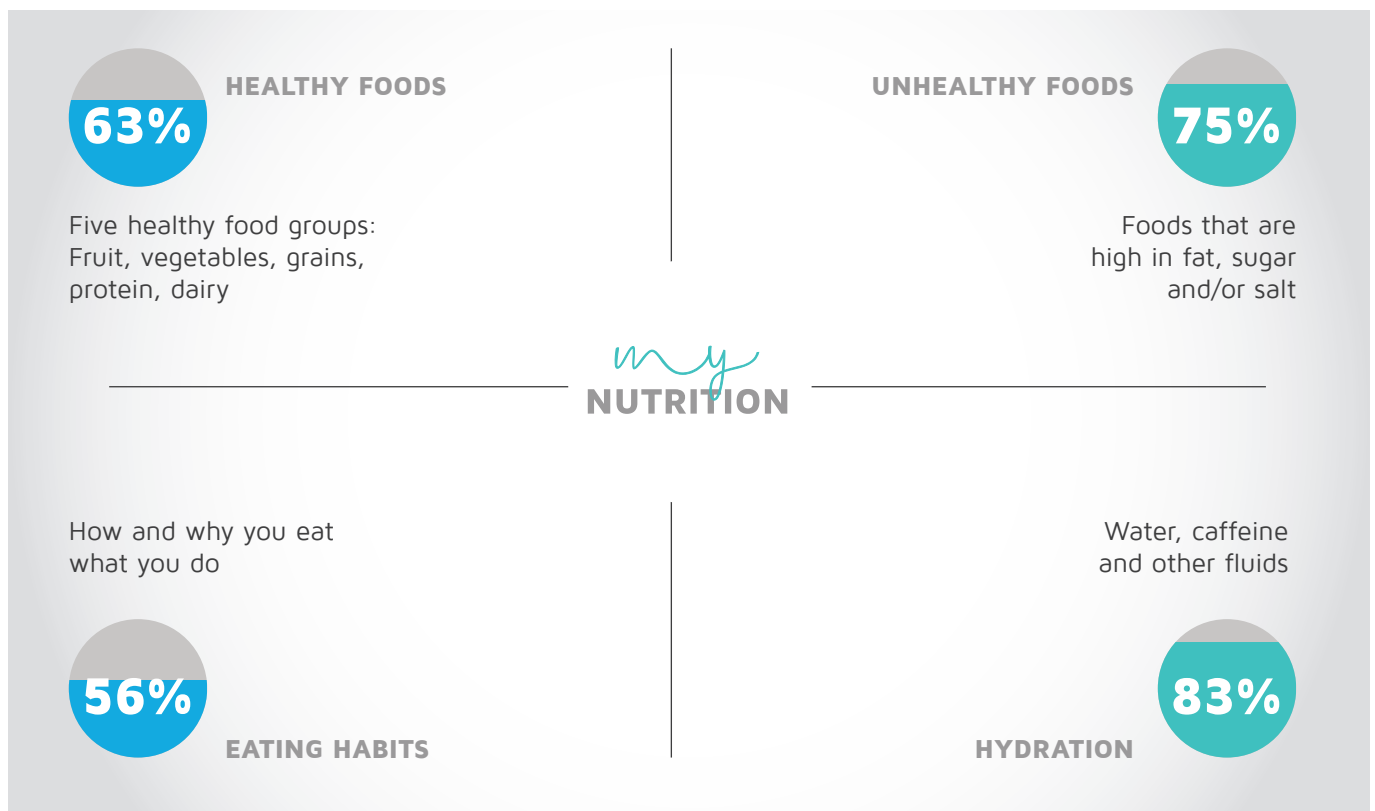 HEALTHY FOODS
63%
Five healthy food groups:
Fruit, vegetables, grains,
protein, dairy
UNHEALTHY FOODS
75%
Foods that are
high in fat, sugar
and/or salt
my
NUTRITION
How and why you eat
what you do
56%
EATING HABITS
Water, caffeine
and other fluids
83%
HYDRATION